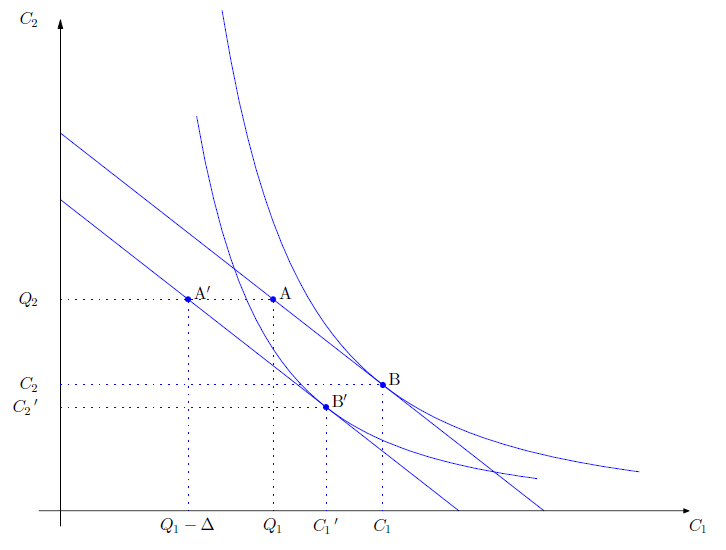 C₂
A′
A
Q₂
B
C₂
B′
C₂′
Q₁ − Δ
Q₁
C₁′
C₁
C₁